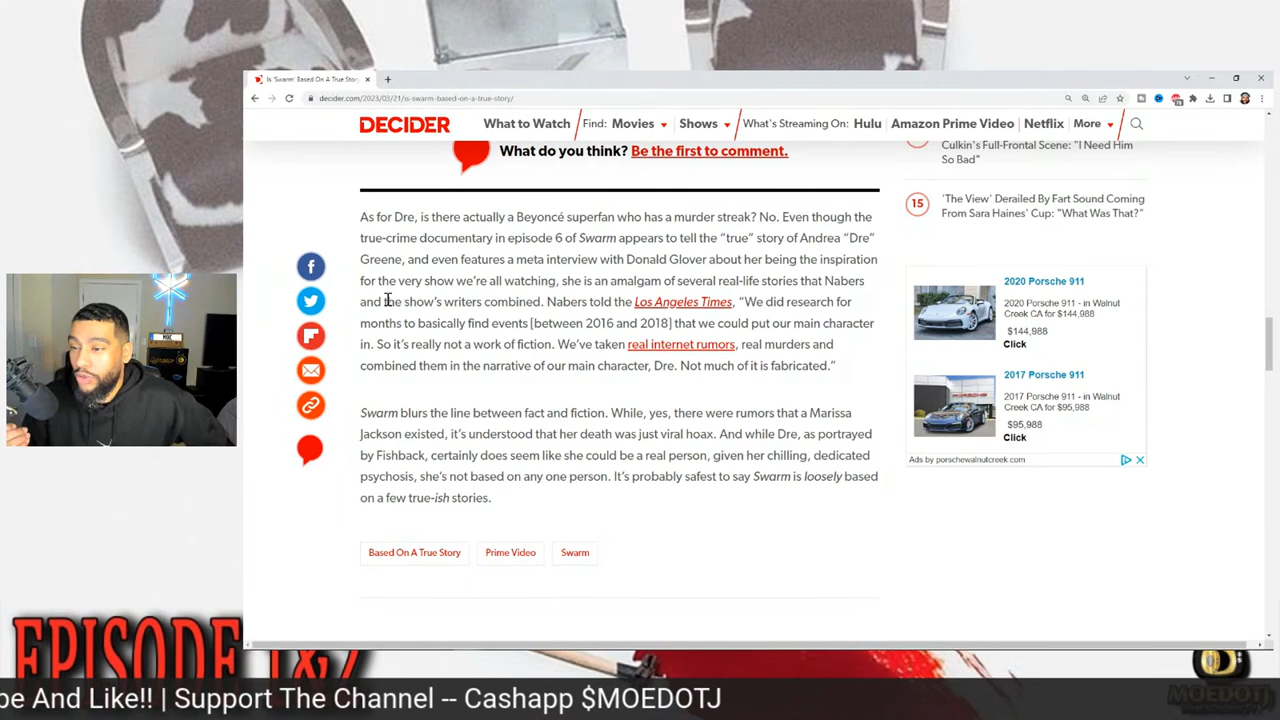 Is 'Swarm' Based On A True Story
decider.com/2023/03/21/is-swarm-based-on-a-true-story/
DECIDER What to Watch Find: Movies Shows What's Streaming On: Hulu Amazon Prime Video Netflix More
What do you think? Be the first to comment.
As for Dre, is there actually a Beyoncé superfan who has a murder streak? No. Even though the
true-crime documentary in episode 6 of Swarm appears to tell the “true” story of Andrea “Dre”
Greene, and even features a meta interview with Donald Glover about her being the inspiration
for the very show we’re all watching, she is an amalgam of several real-life stories that Nabers
and the show’s writers combined. Nabers told the Los Angeles Times, “We did research for
months to basically find events [between 2016 and 2018] that we could put our main character
in. So it’s really not a work of fiction. We’ve taken real internet rumors, real murders and
combined them in the narrative of our main character, Dre. Not much of it is fabricated.”
Swarm blurs the line between fact and fiction. While, yes, there were rumors that a Marissa
Jackson existed, it’s understood that her death was just viral hoax. And while Dre, as portrayed
by Fishback, certainly does seem like she could be a real person, given her chilling, dedicated
psychosis, she’s not based on any one person. It’s probably safest to say Swarm is loosely based
on a few true-ish stories.
Based On A True Story Prime Video Swarm
Culkin's Full-Frontal Scene: "I Need Him
So Bad"
15 'The View' Derailed By Fart Sound Coming
From Sara Haines' Cup: "What Was That?"
2020 Porsche 911
2020 Porsche 911 - in Walnut
Creek CA for $144,988
$144,988
Click
2017 Porsche 911
2017 Porsche 911 - in Walnut
Creek CA for $95,988
$95,988
Click
Ads by porschewalnutcreek.com
EPISODE 1&2
be And Like!! | Support The Channel -- Cashapp $MOEDOTJ
MOEDOTJ